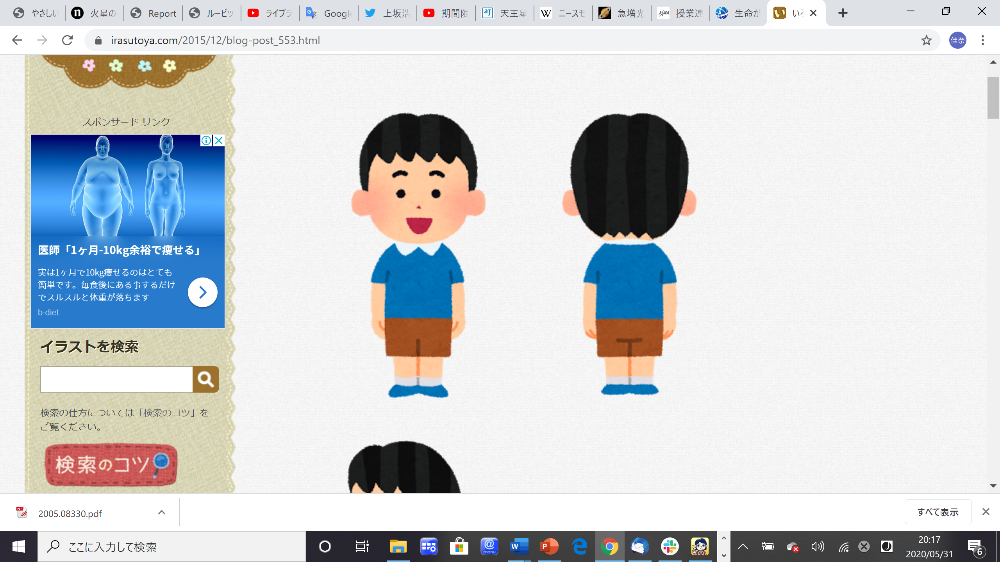 やさしい
火星の
Report
ルービッ
ライブラ
Google
上坂浩
期間限
天王星
ニースモ
急増光
授業連
生命が
いろ
irasutoya.com/2015/12/blog-post_553.html
佳奈
スポンサード リンク
医師「1ヶ月-10kg余裕で痩せる」
実は1ヶ月で10kg痩せるのはとても
簡単です。毎食後にある事するだけ
でスルスルと体重が落ちます
b-diet
イラストを検索
検索の仕方については「検索のコツ」を
ご覧ください。
検索のコツ
2005.08330.pdf
すべて表示
ここに入力して検索
menu
20:17
2020/05/31
6